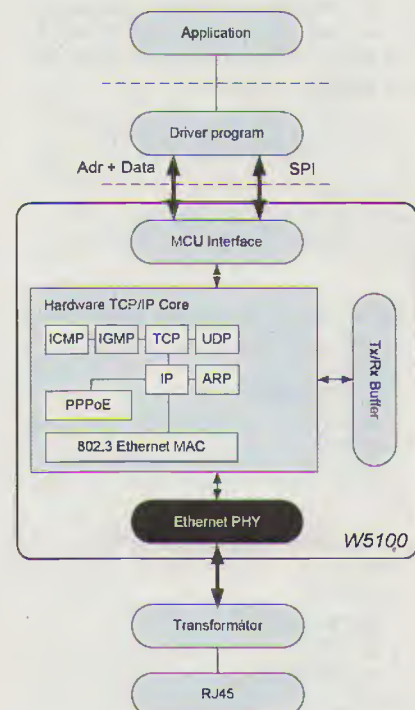 Application
Driver program
Adr + Data
SPI
MCU Interface
Hardware TCP/IP Core
ICMP
IGMP
TCP
UDP
IP
ARP
PPPoE
802.3 Ethernet MAC
Tx/Rx Buffer
Ethernet PHY
W5100
Transformátor
RJ45